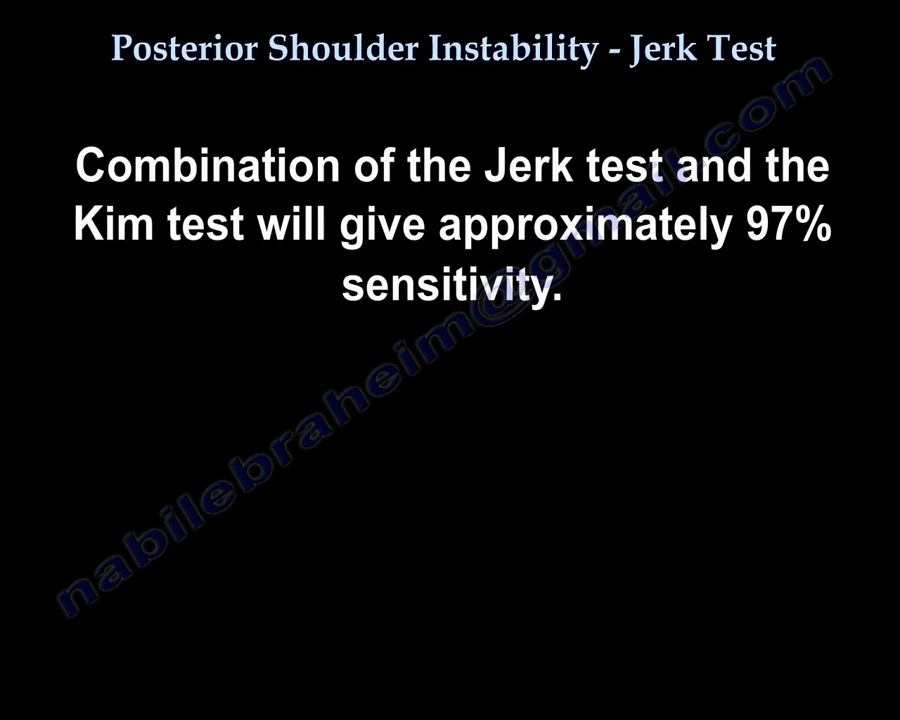 Posterior Shoulder Instability - Jerk Test
Combination of the Jerk test and the
Kim test will give approximately 97%
sensitivity.
nabilebraheim@gmail.com